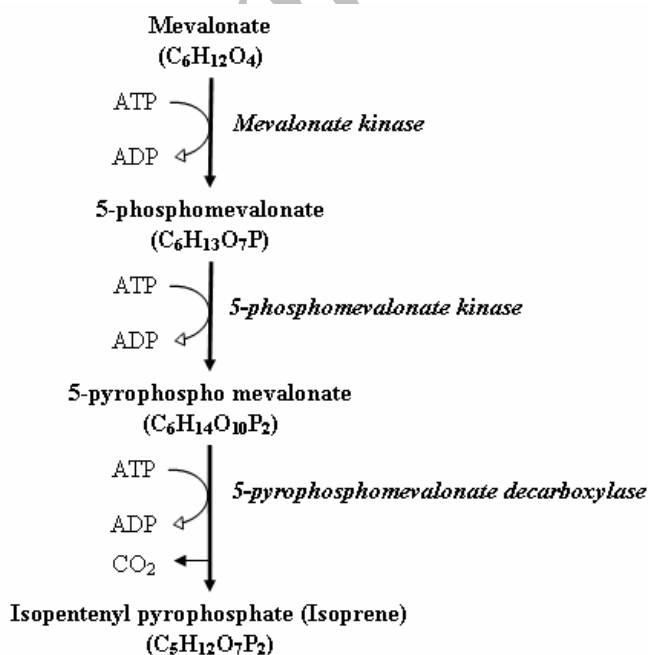 Mevalonate
(C₆H₁₂O₄)
ATP
Mevalonate kinase
ADP
5-phosphomevalonate
(C₆H₁₃O₇P)
ATP
5-phosphomevalonate kinase
ADP
5-pyrophospho mevalonate
(C₆H₁₄O₁₀P₂)
ATP
5-pyrophosphomevalonate decarboxylase
ADP
CO₂
Isopentenyl pyrophosphate (Isoprene)
(C₅H₁₂O₇P₂)